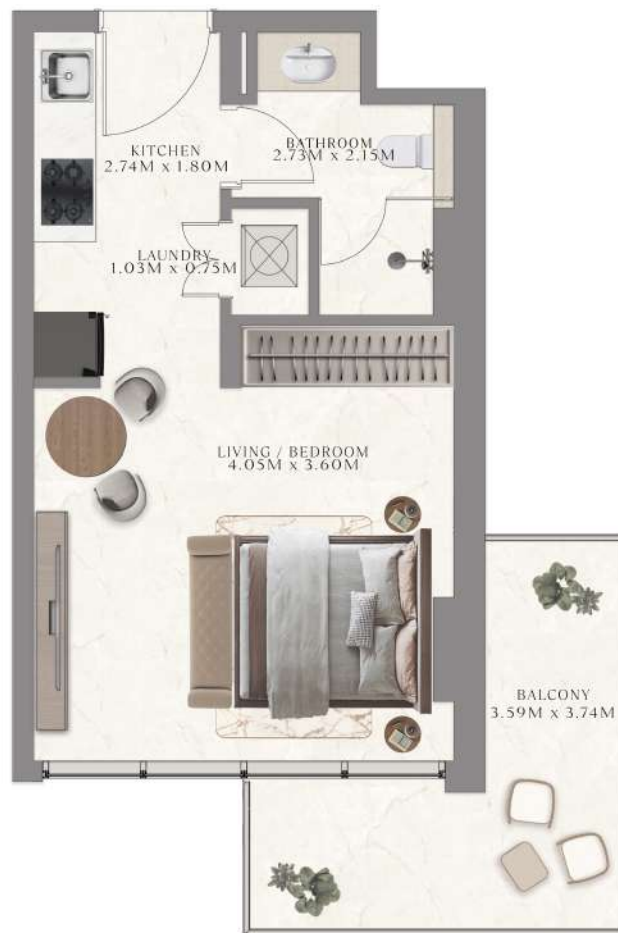 KITCHEN
2.74M x 1.80M
BATHROOM
2.73M x 2.15M
LAUNDRY
1.03M x 0.75M
LIVING / BEDROOM
4.05M x 3.60M
BALCONY
3.59M x 3.74M